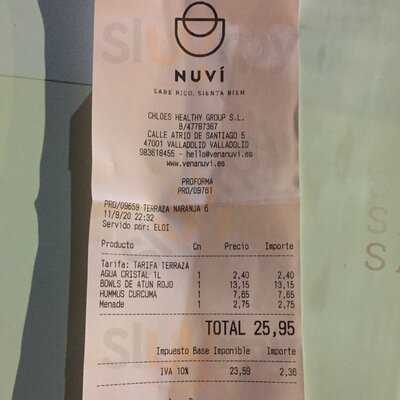 NUVÍ
SABE RICO, SIENTA BIEN
CHLOES HEALTHY GROUP S.L.
B/47787367
CALLE ATRIO DE SANTIAGO 5
47001 VALLADOLID VALLADOLID
983618455 - hello@venanuvi.es
www.venanuvi.es
PROFORMA
PRO/09761
PRO/09659 TERRAZA NARANJA 6
11/9/20 22:32
Servido por: ELOI
Producto Cn Precio Importe
Tarifa: TARIFA TERRAZA
AGUA CRISTAL 1L 1 2,40 2,40
BOWLS DE ATUN ROJO 1 13,15 13,15
HUMMUS CURCUMA 1 7,65 7,65
Menade 1 2,75 2,75
TOTAL 25,95
Impuesto Base Imponible Importe
IVA 10% 23,59 2,36